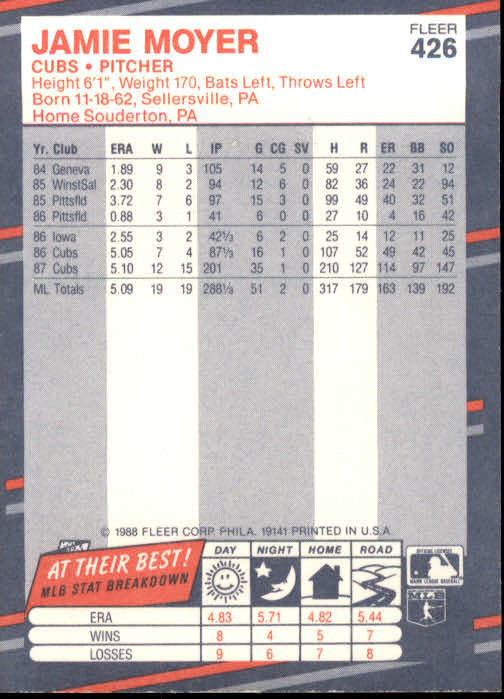 JAMIE MOYER
FLEER
426
CUBS • PITCHER
Height 6'1", Weight 170, Bats Left, Throws Left
Born 11-18-62, Sellersville, PA
Home Souderton, PA
Yr. Club ERA W L IP G CG SV H R ER BB SO
84 Geneva 1.89 9 3 105 14 5 0 59 27 22 31 12
85 WinstSal 2.30 8 2 94 12 6 0 82 36 24 22 94
85 Pittsfld 3.72 7 6 97 15 3 0 99 49 40 32 51
86 Pittsfld 0.88 3 1 41 6 0 0 27 10 4 16 42
86 Iowa 2.55 3 2 42⅓ 6 2 0 25 14 12 11 25
86 Cubs 5.05 7 4 87⅓ 16 1 0 107 52 49 42 45
87 Cubs 5.10 12 15 201 35 1 0 210 127 114 97 147
ML Totals 5.09 19 19 288⅓ 51 2 0 317 179 163 139 192
© 1988 FLEER CORP. PHILA. 19141 PRINTED IN U.S.A.
AT THEIR BEST!
MLB STAT BREAKDOWN
DAY NIGHT HOME ROAD
ERA 4.83 5.71 4.82 5.44
WINS 8 4 5 7
LOSSES 9 6 7 8
OFFICIAL LICENSEE
MAJOR LEAGUE BASEBALL
MLB